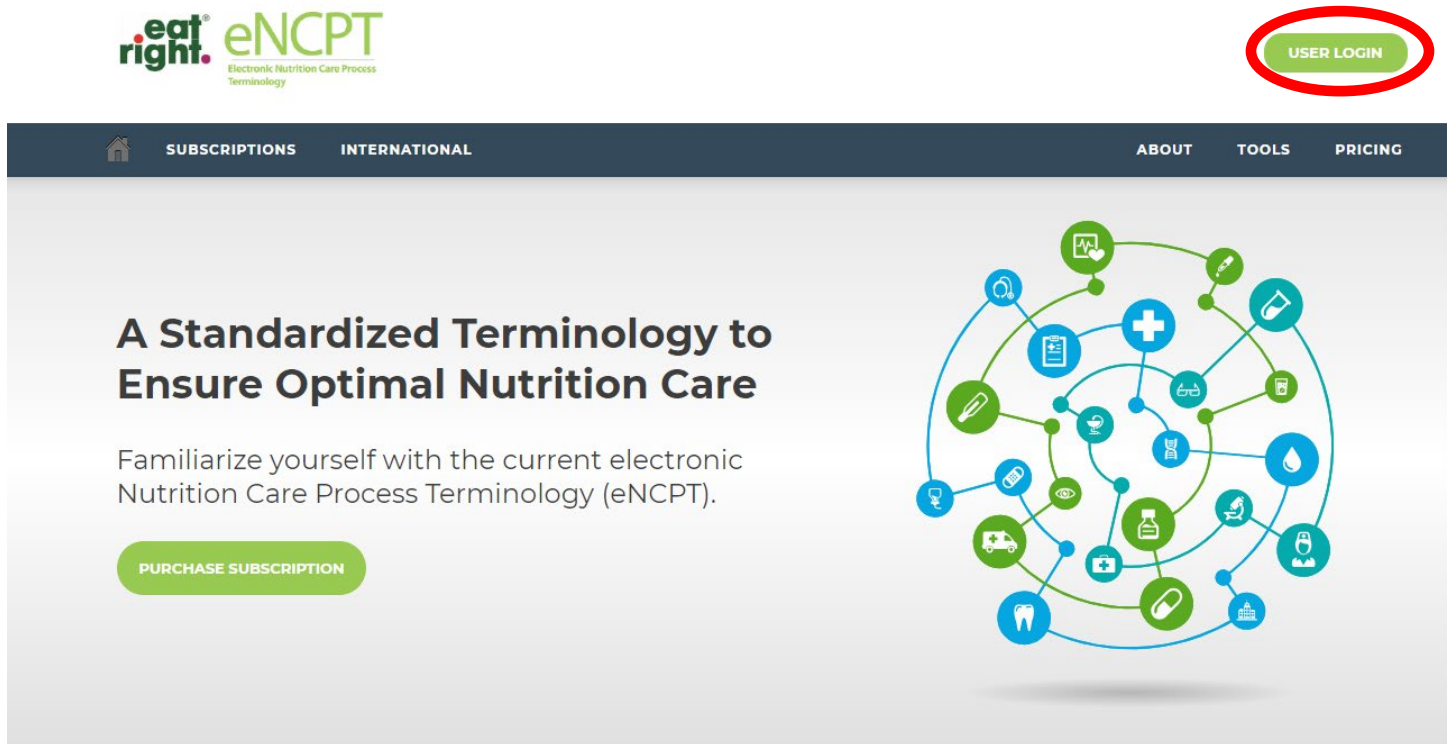 eat®
right.
eNCPT
Electronic Nutrition Care Process
Terminology
USER LOGIN
SUBSCRIPTIONS INTERNATIONAL ABOUT TOOLS PRICING
A Standardized Terminology to
Ensure Optimal Nutrition Care
Familiarize yourself with the current electronic
Nutrition Care Process Terminology (eNCPT).
PURCHASE SUBSCRIPTION